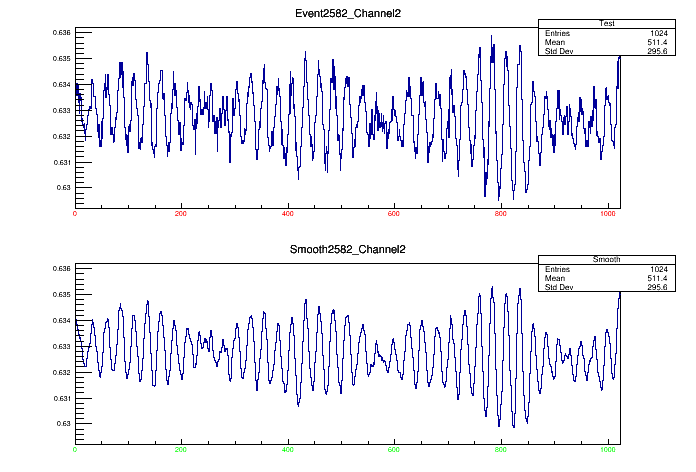 Event2582_Channel2
Test
Entries 1024
Mean 511.4
Std Dev 295.6
0.636
0.635
0.634
0.633
0.632
0.631
0.63
0 200 400 600 800 1000
Smooth2582_Channel2
Smooth
Entries 1024
Mean 511.4
Std Dev 295.6
0.636
0.635
0.634
0.633
0.632
0.631
0.63
0 200 400 600 800 1000